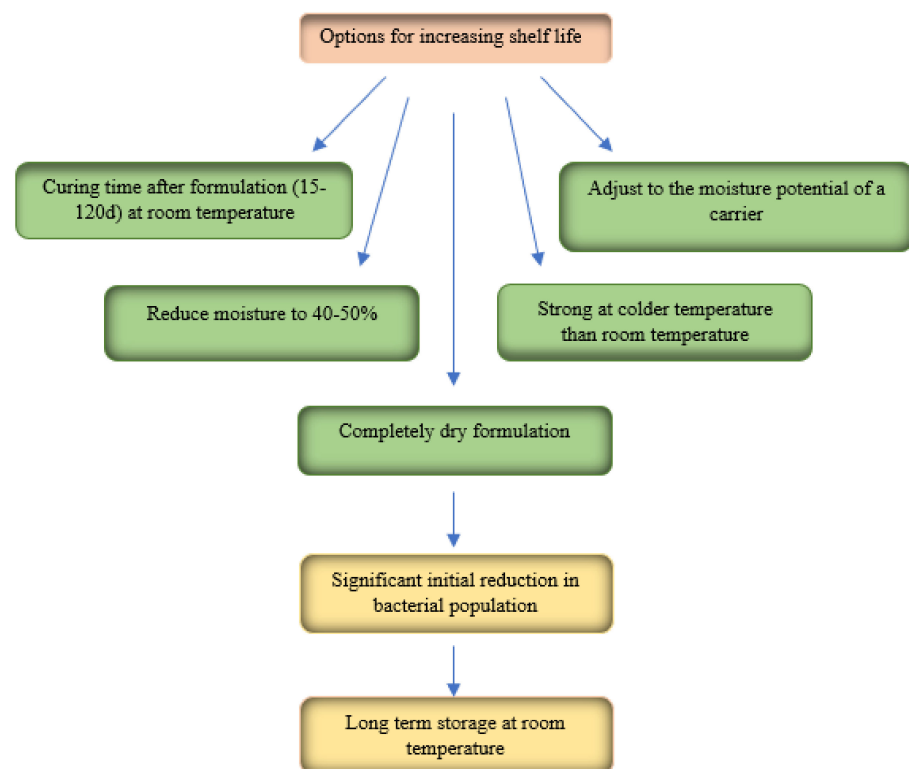 Options for increasing shelf life
Curing time after formulation (15-
120d) at room temperature
Adjust to the moisture potential of a
carrier
Reduce moisture to 40-50%
Strong at colder temperature
than room temperature
Completely dry formulation
Significant initial reduction in
bacterial population
Long term storage at room
temperature